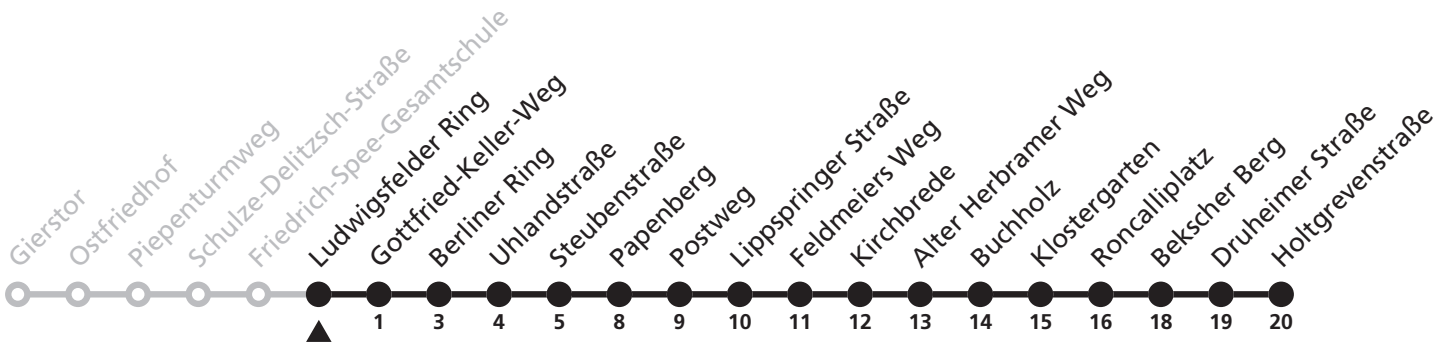 Gierstor
Ostfriedhof
Piepenturmweg
Schulze-Delitzsch-Straße
Friedrich-Spee-Gesamtschule
Ludwigsfelder Ring
Gottfried-Keller-Weg
Berliner Ring
Uhlandstraße
Steubenstraße
Papenberg
Postweg
Lippspringer Straße
Feldmeiers Weg
Kirchbrede
Alter Herbramer Weg
Buchholz
Klostergarten
Roncalliplatz
Bekscher Berg
Druheimer Straße
Holtgrevenstraße
1 3 4 5 8 9 10 11 12 13 14 15 16 18 19 20